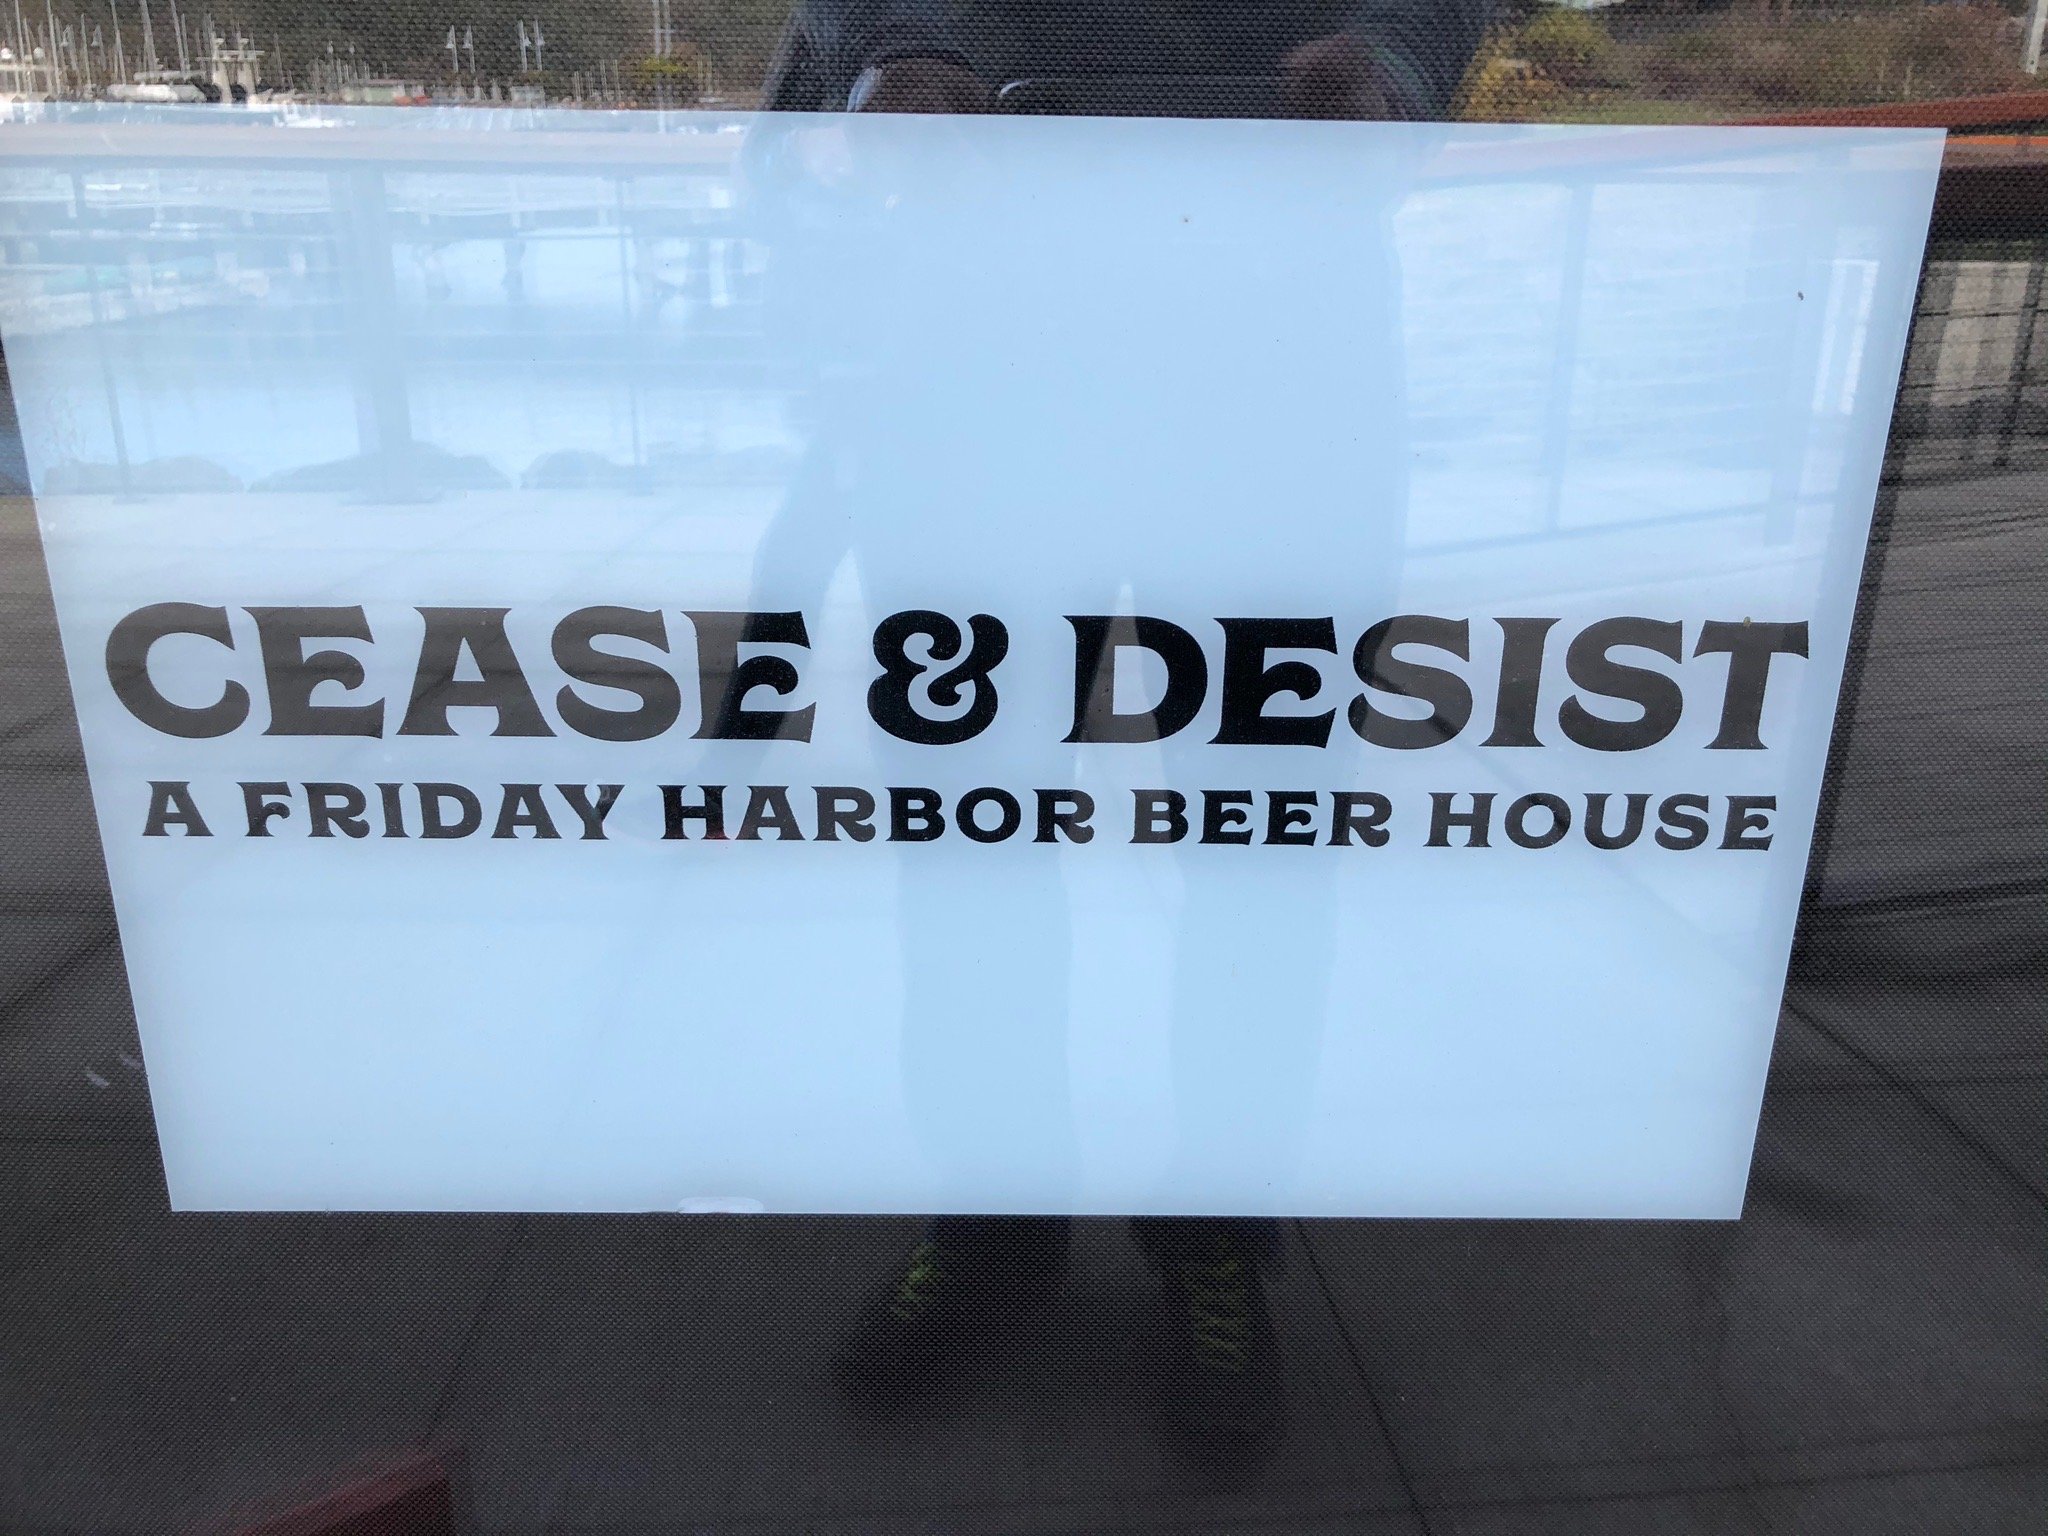 CEASE & DESIST
A FRIDAY HARBOR BEER HOUSE